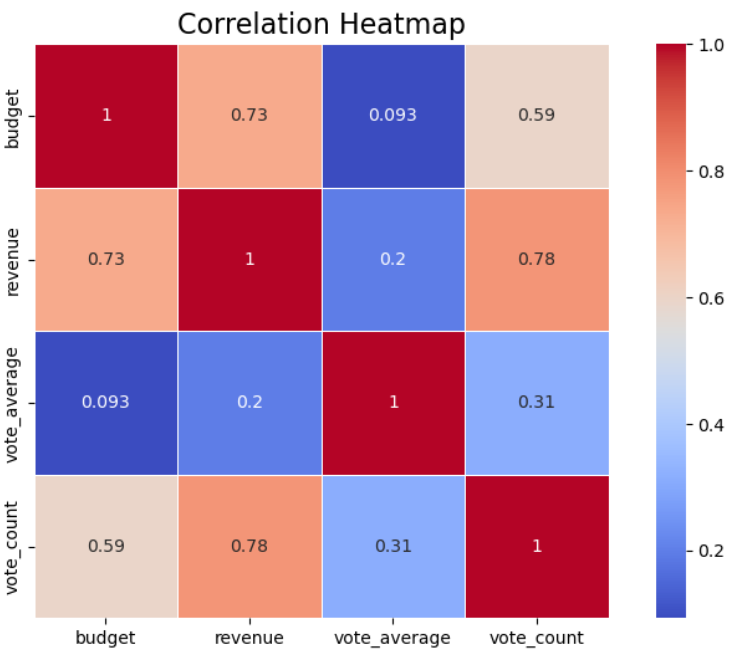 Correlation Heatmap
budget
1
0.73
0.093
0.59
revenue
0.73
1
0.2
0.78
vote_average
0.093
0.2
1
0.31
vote_count
0.59
0.78
0.31
1
budget
revenue
vote_average
vote_count
1.0
0.8
0.6
0.4
0.2